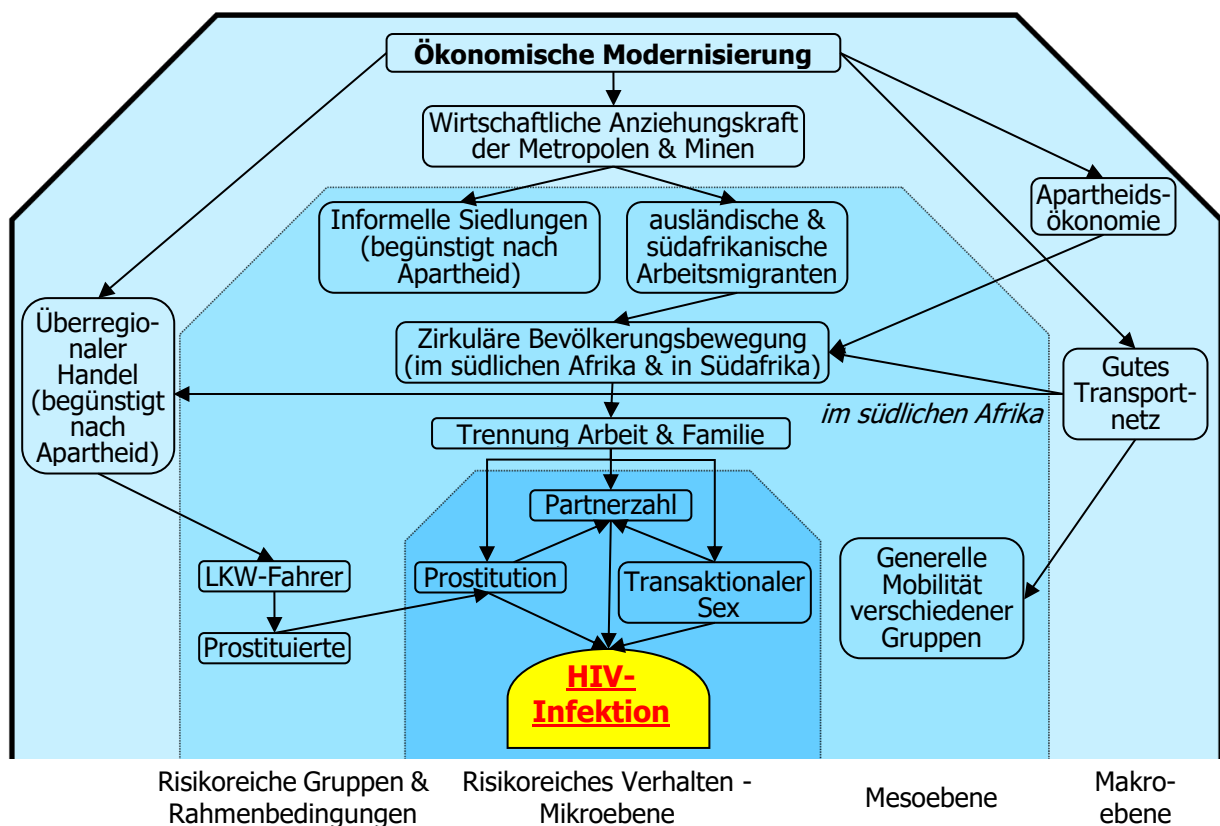 Ökonomische Modernisierung
Wirtschaftliche Anziehungskraft
der Metropolen & Minen
Apartheids-
ökonomie
Informelle Siedlungen
(begünstigt nach
Apartheid)
ausländische &
südafrikanische
Arbeitsmigranten
Überregio-
naler
Handel
(begünstigt
nach
Apartheid)
Zirkuläre Bevölkerungsbewegung
(im südlichen Afrika & in Südafrika)
Gutes
Transport-
netz
im südlichen Afrika
Trennung Arbeit & Familie
Partnerzahl
LKW-Fahrer
Prostitution
Transaktionaler
Sex
Generelle
Mobilität
verschiedener
Gruppen
Prostituierte
HIV-
Infektion
Risikoreiche Gruppen &
Rahmenbedingungen
Risikoreiches Verhalten -
Mikroebene
Mesoebene
Makro-
ebene